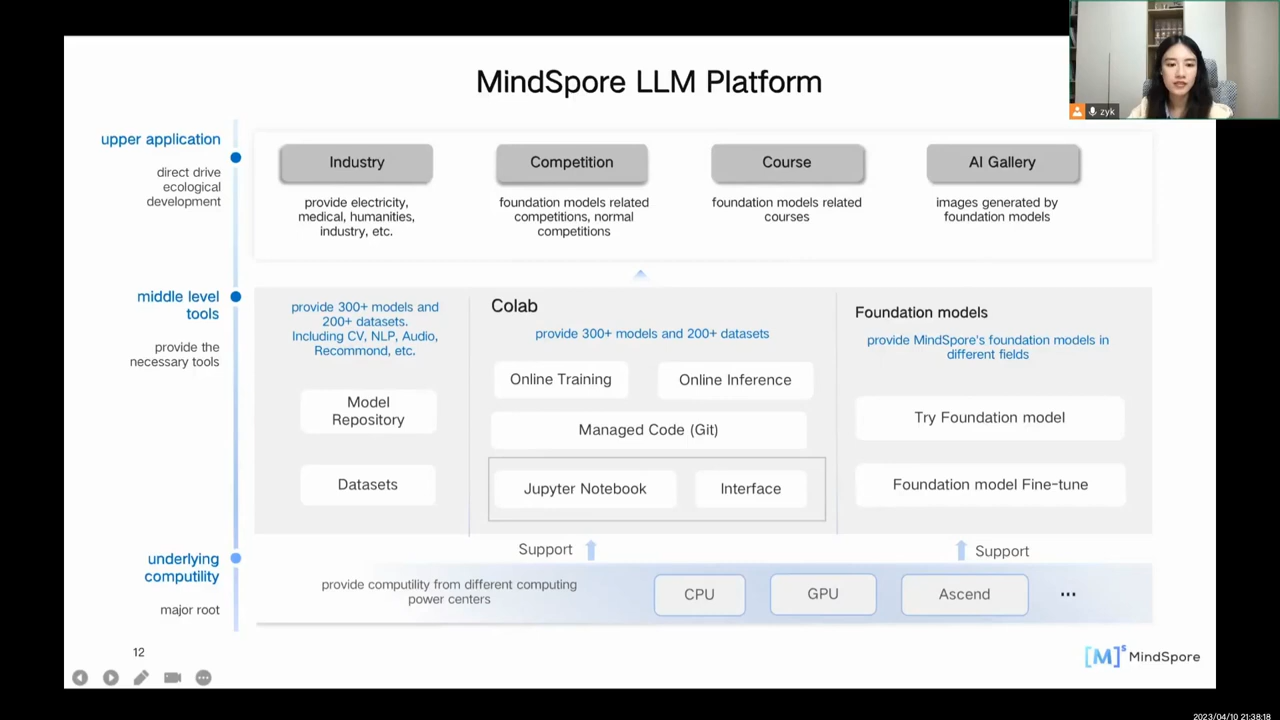 MindSpore LLM Platform
zyk
upper application
direct drive
ecological
development
Industry
provide electricity,
medical, humanities,
industry, etc.
Competition
foundation models related
competitions, normal
competitions
Course
foundation models related
courses
AI Gallery
images generated by
foundation models
middle level
tools
provide the
necessary tools
provide 300+ models and
200+ datasets.
Including CV, NLP, Audio,
Recommond, etc.
Model
Repository
Datasets
Colab
provide 300+ models and 200+ datasets
Online Training
Online Inference
Managed Code (Git)
Jupyter Notebook
Interface
Foundation models
provide MindSpore's foundation models in
different fields
Try Foundation model
Foundation model Fine-tune
Support
Support
underlying
computility
major root
provide computility from different computing
power centers
CPU
GPU
Ascend
...
12
[M]s MindSpore
2023/04/10 21:38:18